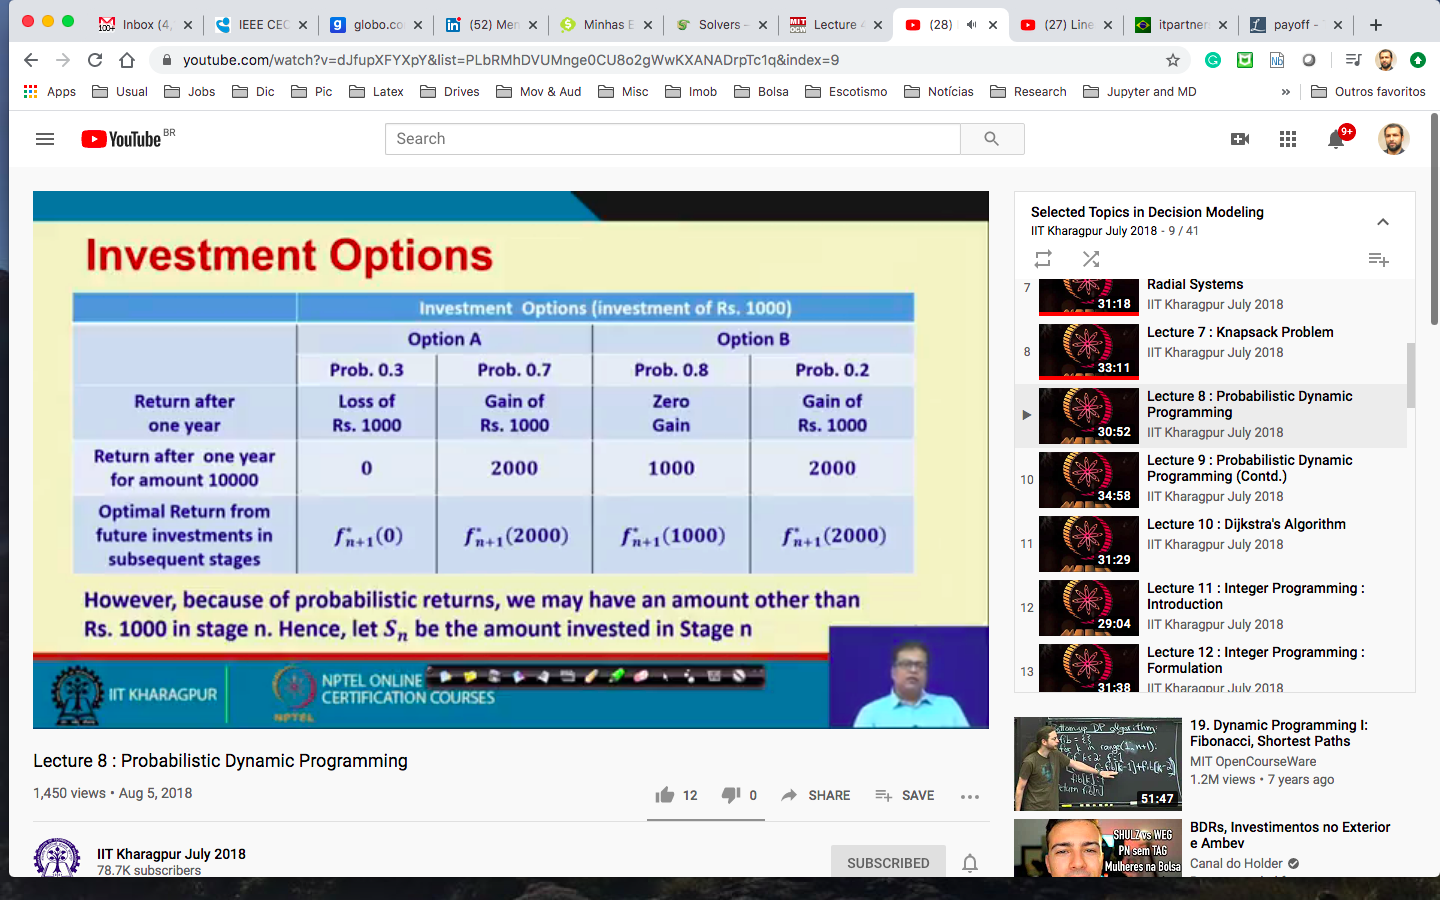 100+ Inbox (4,
IEEE CEC
globo.co
(52) Men
Minhas E
Solvers -
MIT OCW Lecture 4
(28)
(27) Line
itpartner
payoff -
youtube.com/watch?v=dJfupXFYXpY&list=PLbRMhDVUMnge0CU8o2gWwKXANADrpTc1q&index=9
Apps Usual Jobs Dic Pic Latex Drives Mov & Aud Misc Imob Bolsa Escotismo Notícias Research Jupyter and MD » Outros favoritos
YouTube BR
Search
9+
Investment Options
Investment Options (investment of Rs. 1000)
Option A Option B
Prob. 0.3 Prob. 0.7 Prob. 0.8 Prob. 0.2
Return after Loss of Gain of Zero Gain of
one year Rs. 1000 Rs. 1000 Gain Rs. 1000
Return after one year
for amount 10000 0 2000 1000 2000
Optimal Return from
future investments in f*n+1(0) f*n+1(2000) f*n+1(1000) f*n+1(2000)
subsequent stages
However, because of probabilistic returns, we may have an amount other than
Rs. 1000 in stage n. Hence, let Sn be the amount invested in Stage n
IIT KHARAGPUR
NPTEL
NPTEL ONLINE
CERTIFICATION COURSES
Lecture 8 : Probabilistic Dynamic Programming
1,450 views • Aug 5, 2018
12 0 SHARE SAVE
IIT Kharagpur July 2018
78.7K subscribers
SUBSCRIBED
Selected Topics in Decision Modeling
IIT Kharagpur July 2018 - 9 / 41
7 31:18 Radial Systems
IIT Kharagpur July 2018
8 33:11 Lecture 7 : Knapsack Problem
IIT Kharagpur July 2018
30:52 Lecture 8 : Probabilistic Dynamic
Programming
IIT Kharagpur July 2018
10 34:58 Lecture 9 : Probabilistic Dynamic
Programming (Contd.)
IIT Kharagpur July 2018
11 31:29 Lecture 10 : Dijkstra's Algorithm
IIT Kharagpur July 2018
12 29:04 Lecture 11 : Integer Programming :
Introduction
IIT Kharagpur July 2018
13 31:38 Lecture 12 : Integer Programming :
Formulation
IIT Kharagpur July 2018
51:47
19. Dynamic Programming I:
Fibonacci, Shortest Paths
MIT OpenCourseWare
1.2M views • 7 years ago
SHULZ vs WEG
PN sem TAG
Mulheres na Bolsa
BDRs, Investimentos no Exterior
e Ambev
Canal do Holder